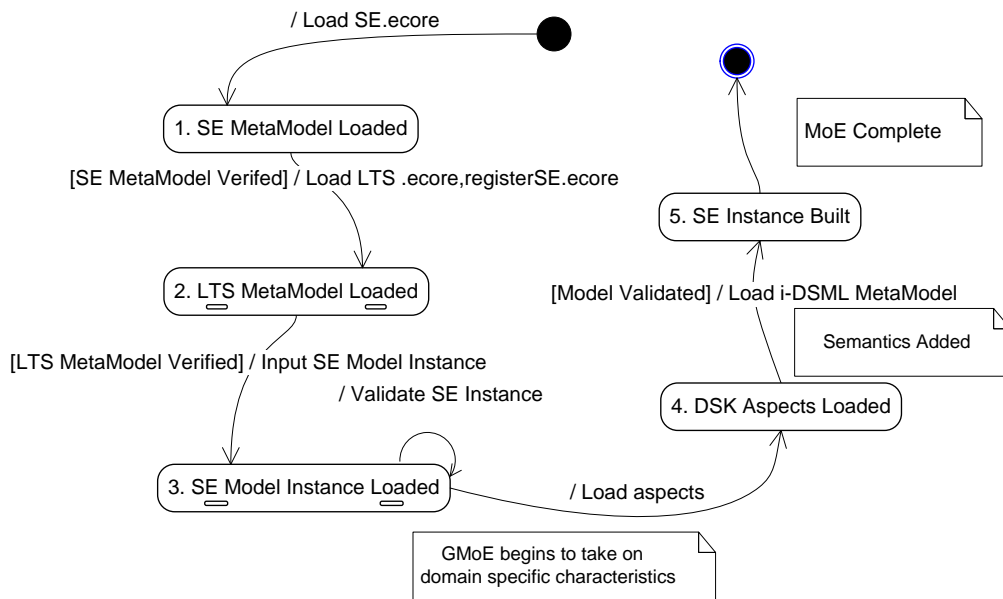 / Load SE.ecore
1. SE MetaModel Loaded
[SE MetaModel Verifed] / Load LTS .ecore,registerSE.ecore
2. LTS MetaModel Loaded
[LTS MetaModel Verified] / Input SE Model Instance
/ Validate SE Instance
3. SE Model Instance Loaded
/ Load aspects
GMoE begins to take on
domain specific characteristics
4. DSK Aspects Loaded
Semantics Added
[Model Validated] / Load i-DSML MetaModel
5. SE Instance Built
MoE Complete